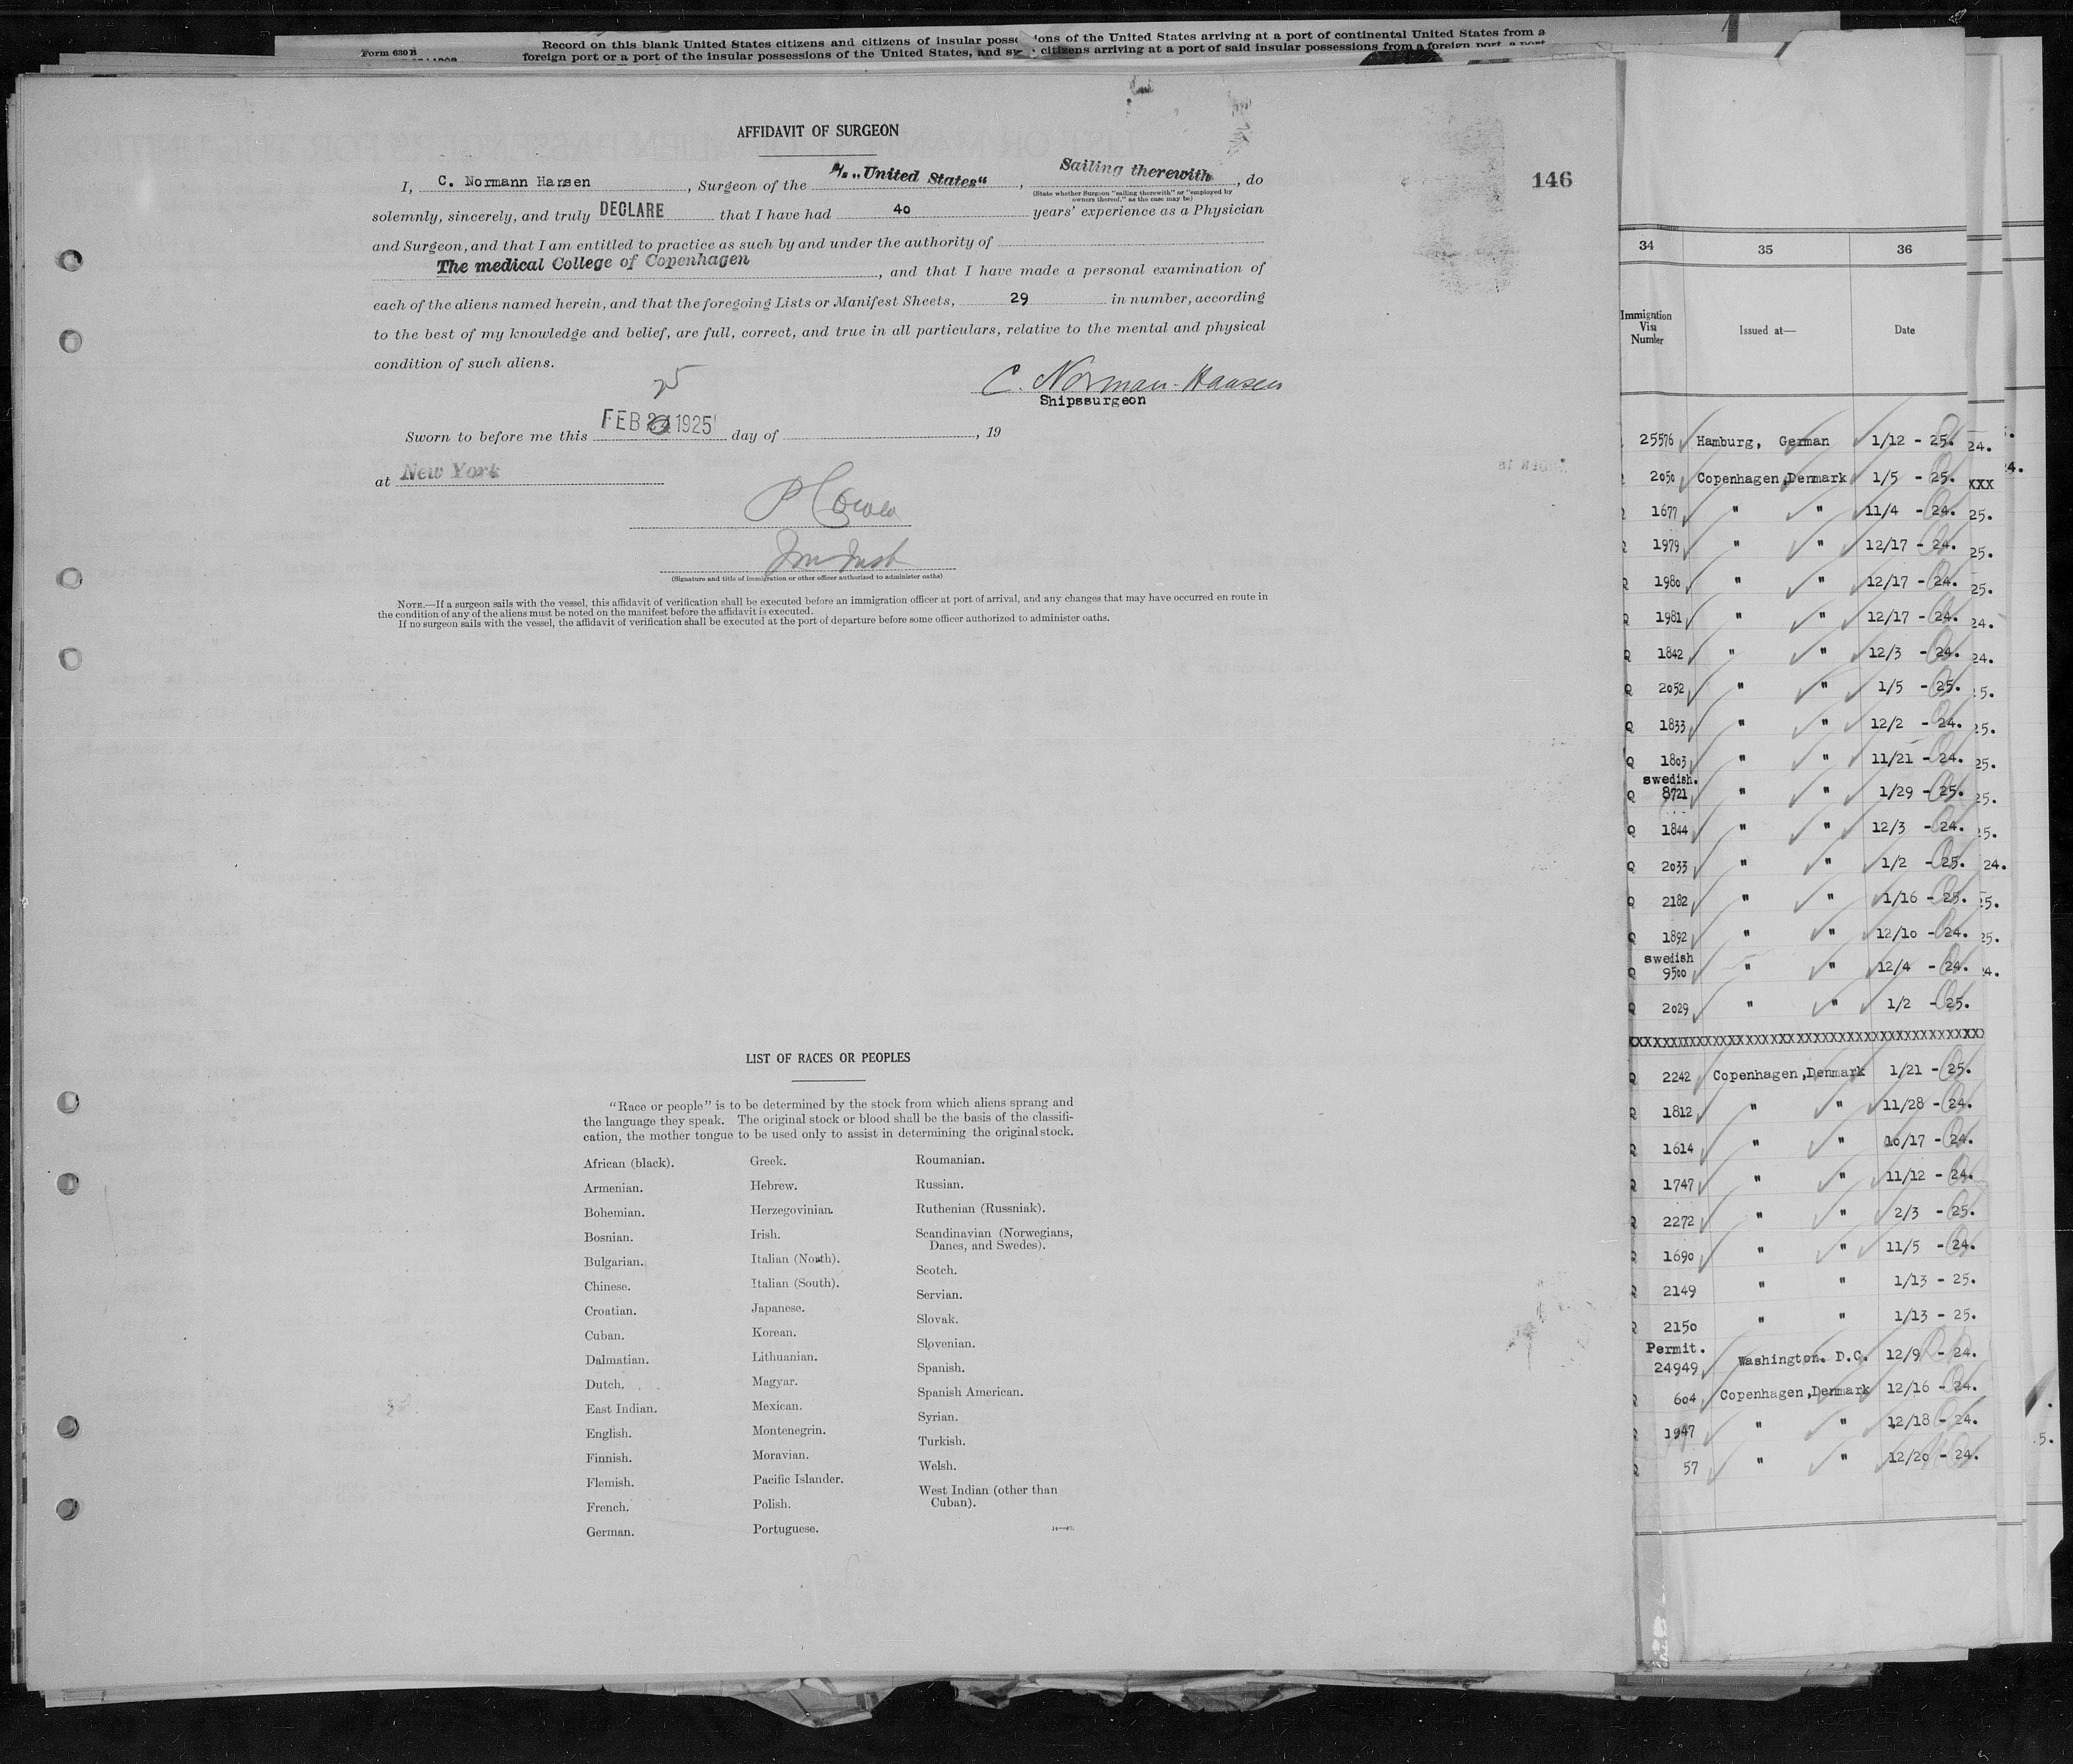 Form 630 B
Record on this blank United States citizens and citizens of insular posse
ions of the United States arriving at a port of continental United States from a
foreign port or a port of the insular possessions of the United States, and
citizens arriving at a port of said insular possessions from a foreign port, a port
AFFIDAVIT OF SURGEON
146
I, C. Normann Hansen, Surgeon of the S/S „United States“, Sailing therewith, do
(State whether Surgeon "sailing therewith" or "employed by
owners thereof," as the case may be)
solemnly, sincerely, and truly DECLARE that I have had 40 years' experience as a Physician
and Surgeon, and that I am entitled to practice as such by and under the authority of
The medical College of Copenhagen, and that I have made a personal examination of
each of the aliens named herein, and that the foregoing Lists or Manifest Sheets, 29 in number, according
to the best of my knowledge and belief, are full, correct, and true in all particulars, relative to the mental and physical
condition of such aliens.
25
C. Norman-Haasen
Shipssurgeon
Sworn to before me this FEB 1925 day of , 19
at New York
(Signature and title of immigration or other officer authorized to administer oaths)
NOTE.—If a surgeon sails with the vessel, this affidavit of verification shall be executed before an immigration officer at port of arrival, and any changes that may have occurred en route in
the condition of any of the aliens must be noted on the manifest before the affidavit is executed.
If no surgeon sails with the vessel, the affidavit of verification shall be executed at the port of departure before some officer authorized to administer oaths.
LIST OF RACES OR PEOPLES
"Race or people" is to be determined by the stock from which aliens sprang and
the language they speak. The original stock or blood shall be the basis of the classifi-
cation, the mother tongue to be used only to assist in determining the original stock.
African (black).
Armenian.
Bohemian.
Bosnian.
Bulgarian.
Chinese.
Croatian.
Cuban.
Dalmatian.
Dutch.
East Indian.
English.
Finnish.
Flemish.
French.
German.
Greek.
Hebrew.
Herzegovinian.
Irish.
Italian (North).
Italian (South).
Japanese.
Korean.
Lithuanian.
Magyar.
Mexican.
Montenegrin.
Moravian.
Pacific Islander.
Polish.
Portuguese.
Roumanian.
Russian.
Ruthenian (Russniak).
Scandinavian (Norwegians,
Danes, and Swedes).
Scotch.
Servian.
Slovak.
Slovenian.
Spanish.
Spanish American.
Syrian.
Turkish.
Welsh.
West Indian (other than
Cuban).
34 35 36
Immigration
Visa
Number
Issued at—
Date
25576 Hamburg, German 1/12 - 25. 24.
2050 Copenhagen,Denmark 1/5 - 25. XXX
1677 " " 11/4 - 24. 25.
1979 " " 12/17 - 24. 25.
Q 1980 " " 12/17 - 24. 25.
Q 1981 " " 12/17 - 24. 24.
Q 1842 " " 12/3 - 24. 24.
Q 2052 " " 1/5 - 25. 25.
Q 1833 " " 12/2 - 24. 25.
Q 1803 " " 11/21 - 24. 25.
swedish.
Q 8721 " " 1/29 - 25. 25.
Q 1844 " " 12/3 - 24. 25.
Q 2033 " " 1/2 - 25. 24.
Q 2182 " " 1/16 - 25. 25.
Q 1892 " " 12/10 - 24. 25.
swedish
Q 9500 " " 12/4 - 24. 24.
Q 2029 " " 1/2 - 25.
XXXXXXXXXXXXXXXXXXXXXXXXXXXXXXXXXXXXXXXX
Q 2242 Copenhagen,Denmark 1/21 - 25.
Q 1812 " " 11/28 - 24.
Q 1614 " " 10/17 - 24.
Q 1747 " " 11/12 - 24.
Q 2272 " " 2/3 - 25.
Q 1690 " " 11/5 - 24.
Q 2149 " " 1/13 - 25.
Q 2150 " " 1/13 - 25.
Permit.
24949 Washington. D.C. 12/9 - 24.
Q 604 Copenhagen,Denmark 12/16 - 24.
Q 1947 " " 12/18 - 24.
Q 57 " " 12/20 - 24.